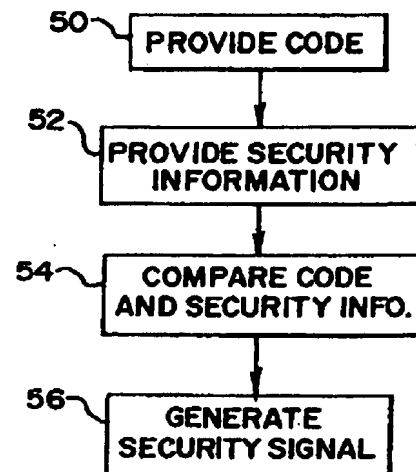 50
PROVIDE CODE
52
PROVIDE SECURITY
INFORMATION
54
COMPARE CODE
AND SECURITY INFO.
56
GENERATE
SECURITY SIGNAL